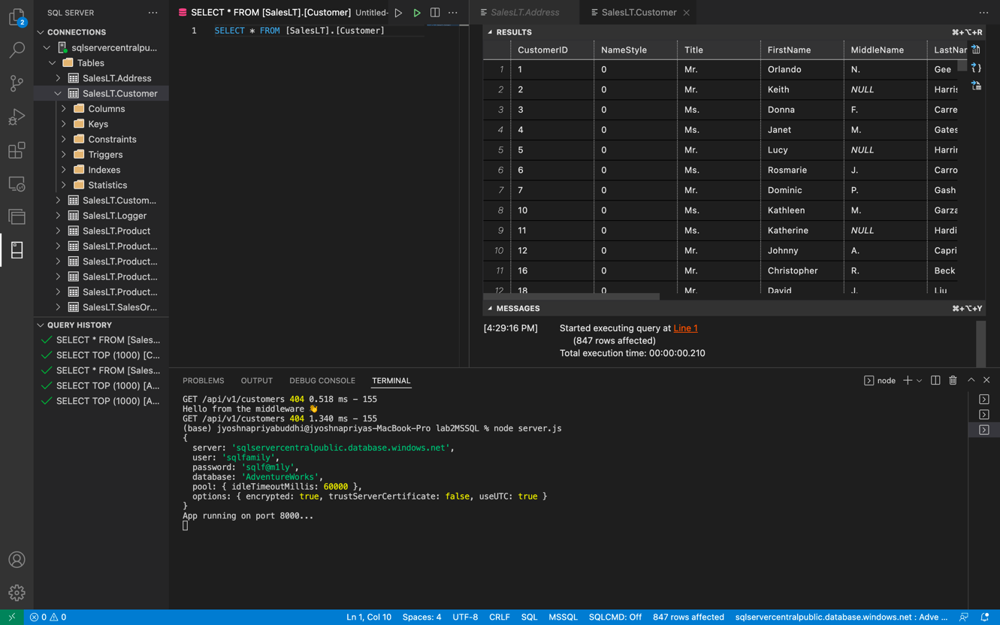 SQL SERVER
CONNECTIONS
sqlservercentralpu...
Tables
SalesLT.Address
SalesLT.Customer
Columns
Keys
Constraints
Triggers
Indexes
Statistics
SalesLT.Custom...
SalesLT.Logger
SalesLT.Product
SalesLT.Product...
SalesLT.Product...
SalesLT.Product...
SalesLT.Product...
SalesLT.SalesOr...
QUERY HISTORY
SELECT * FROM [Sales...
SELECT TOP (1000) [C...
SELECT * FROM [Sales...
SELECT TOP (1000) [A...
SELECT TOP (1000) [A...
2
SELECT * FROM [SalesLT].[Customer] Untitled-
1 SELECT * FROM [SalesLT].[Customer]
SalesLT.Address
SalesLT.Customer
RESULTS ⌘+⌥+R
CustomerID NameStyle Title FirstName MiddleName LastNar
1 1 0 Mr. Orlando N. Gee
2 2 0 Mr. Keith NULL Harris
3 3 0 Ms. Donna F. Carre
4 4 0 Ms. Janet M. Gates
5 5 0 Mr. Lucy NULL Harrir
6 6 0 Ms. Rosmarie J. Carro
7 7 0 Mr. Dominic P. Gash
8 10 0 Ms. Kathleen M. Garza
9 11 0 Ms. Katherine NULL Hardi
10 12 0 Mr. Johnny A. Capri
11 16 0 Mr. Christopher R. Beck
12 18 0 Mr. David J. Liu
MESSAGES ⌘+⌥+Y
[4:29:16 PM] Started executing query at Line 1
(847 rows affected)
Total execution time: 00:00:00.210
PROBLEMS OUTPUT DEBUG CONSOLE TERMINAL
node
GET /api/v1/customers 404 0.518 ms - 155
Hello from the middleware 👋
GET /api/v1/customers 404 1.340 ms - 155
(base) jyoshnapriyabuddhi@jyoshnapriyas-MacBook-Pro lab2MSSQL % node server.js
{
server: 'sqlservercentralpublic.database.windows.net',
user: 'sqlfamily',
password: 'sqlf@m1ly',
database: 'AdventureWorks',
pool: { idleTimeoutMillis: 60000 },
options: { encrypted: true, trustServerCertificate: false, useUTC: true }
}
App running on port 8000...
0 0
Ln 1, Col 10 Spaces: 4 UTF-8 CRLF SQL MSSQL SQLCMD: Off 847 rows affected sqlservercentralpublic.database.windows.net : Adve ...